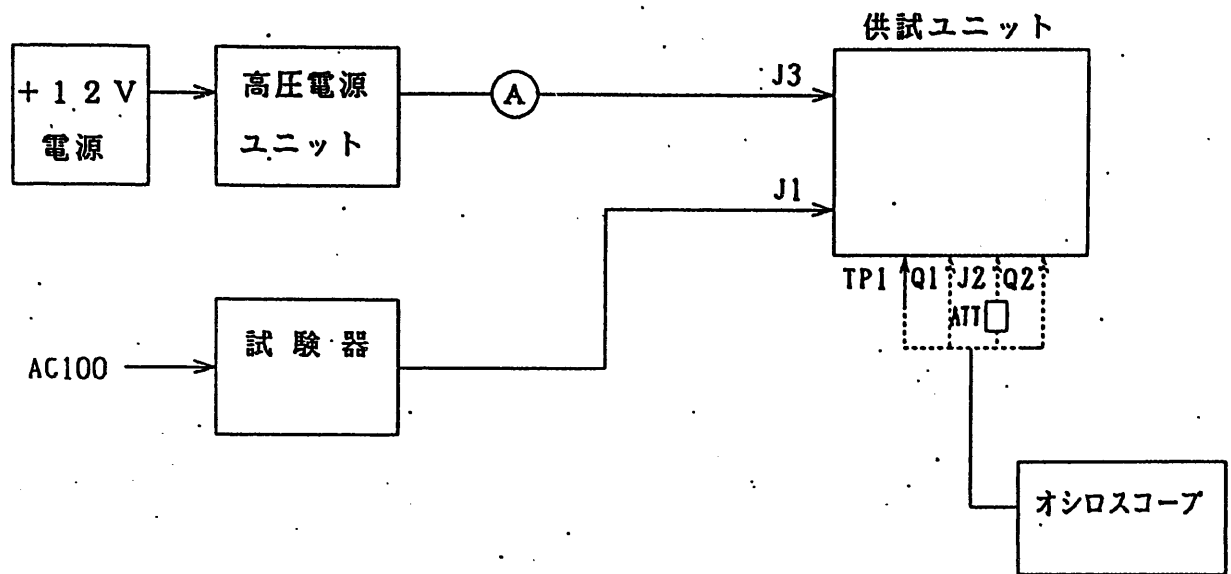 供試ユニット
+12V
電源
高圧電源
ユニット
A
J3
J1
TP1 Q1 J2 Q2
ATT
AC100
試験器
オシロスコープ